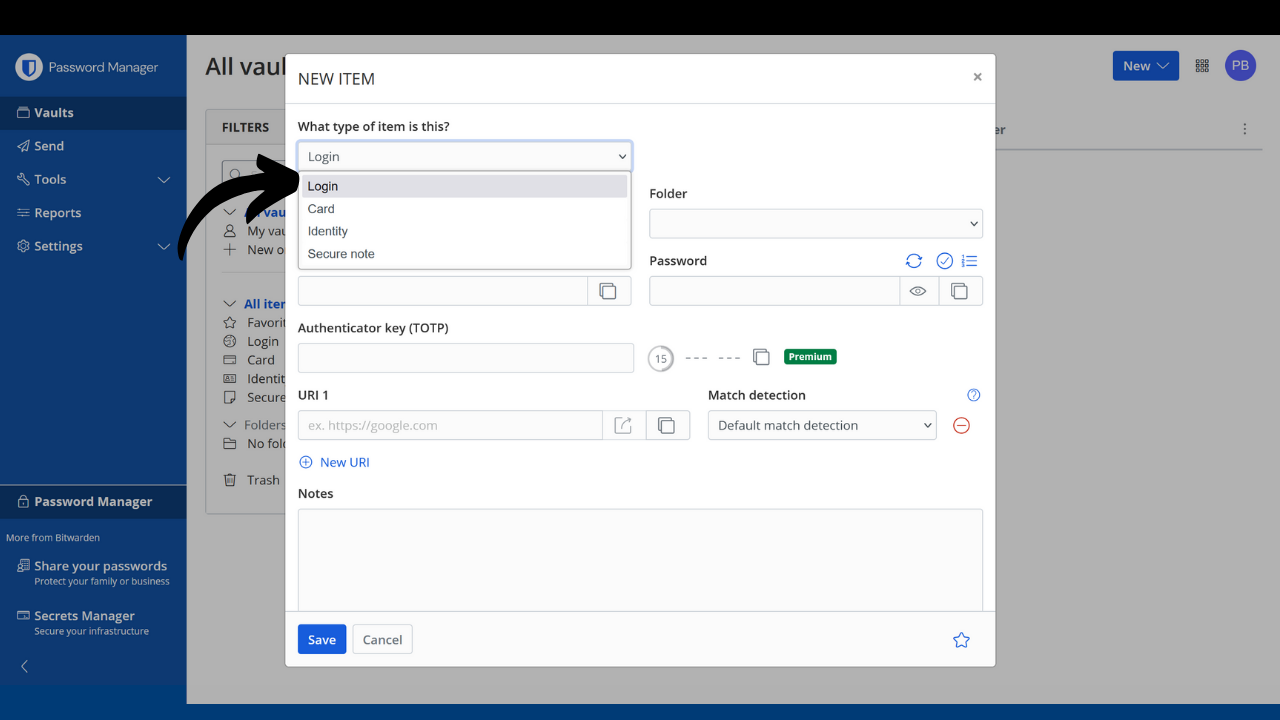 Password Manager
Vaults
Send
Tools
Reports
Settings
Password Manager
More from Bitwarden
Share your passwords
Protect your family or business
Secrets Manager
Secure your infrastructure
All vaul
New
PB
FILTERS
er
All vau
My vau
New o
All iter
Favorit
Login
Card
Identit
Secure
Folders
No fol
Trash
NEW ITEM
×
What type of item is this?
Login
Login
Card
Identity
Secure note
Folder
Password
Authenticator key (TOTP)
15 --- --- Premium
URI 1
Match detection
ex. https://google.com
Default match detection
New URI
Notes
Save
Cancel